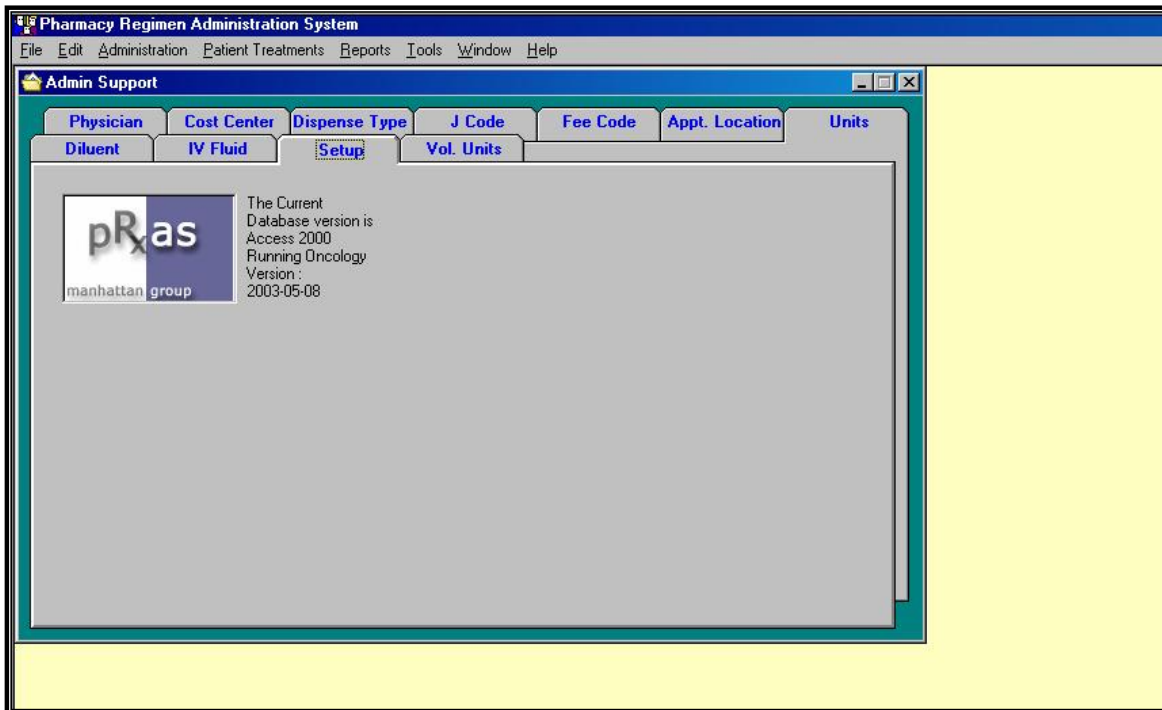 Pharmacy Regimen Administration System
File Edit Administration Patient Treatments Reports Tools Window Help
Admin Support
Physician Cost Center Dispense Type J Code Fee Code Appt. Location Units
Diluent IV Fluid Setup Vol. Units
pRxas
manhattan group
The Current
Database version is
Access 2000
Running Oncology
Version :
2003-05-08